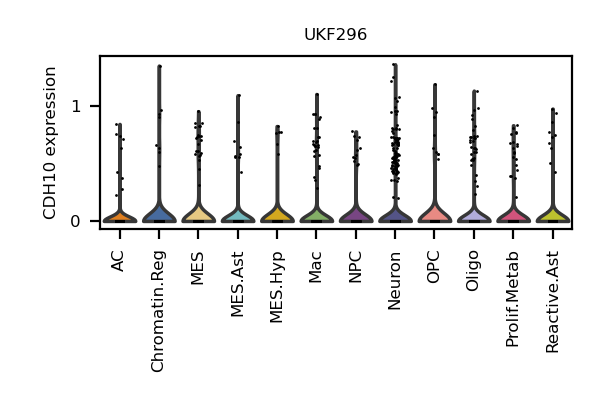 UKF296
CDH10 expression
1
0
AC
Chromatin.Reg
MES
MES.Ast
MES.Hyp
Mac
NPC
Neuron
OPC
Oligo
Prolif.Metab
Reactive.Ast